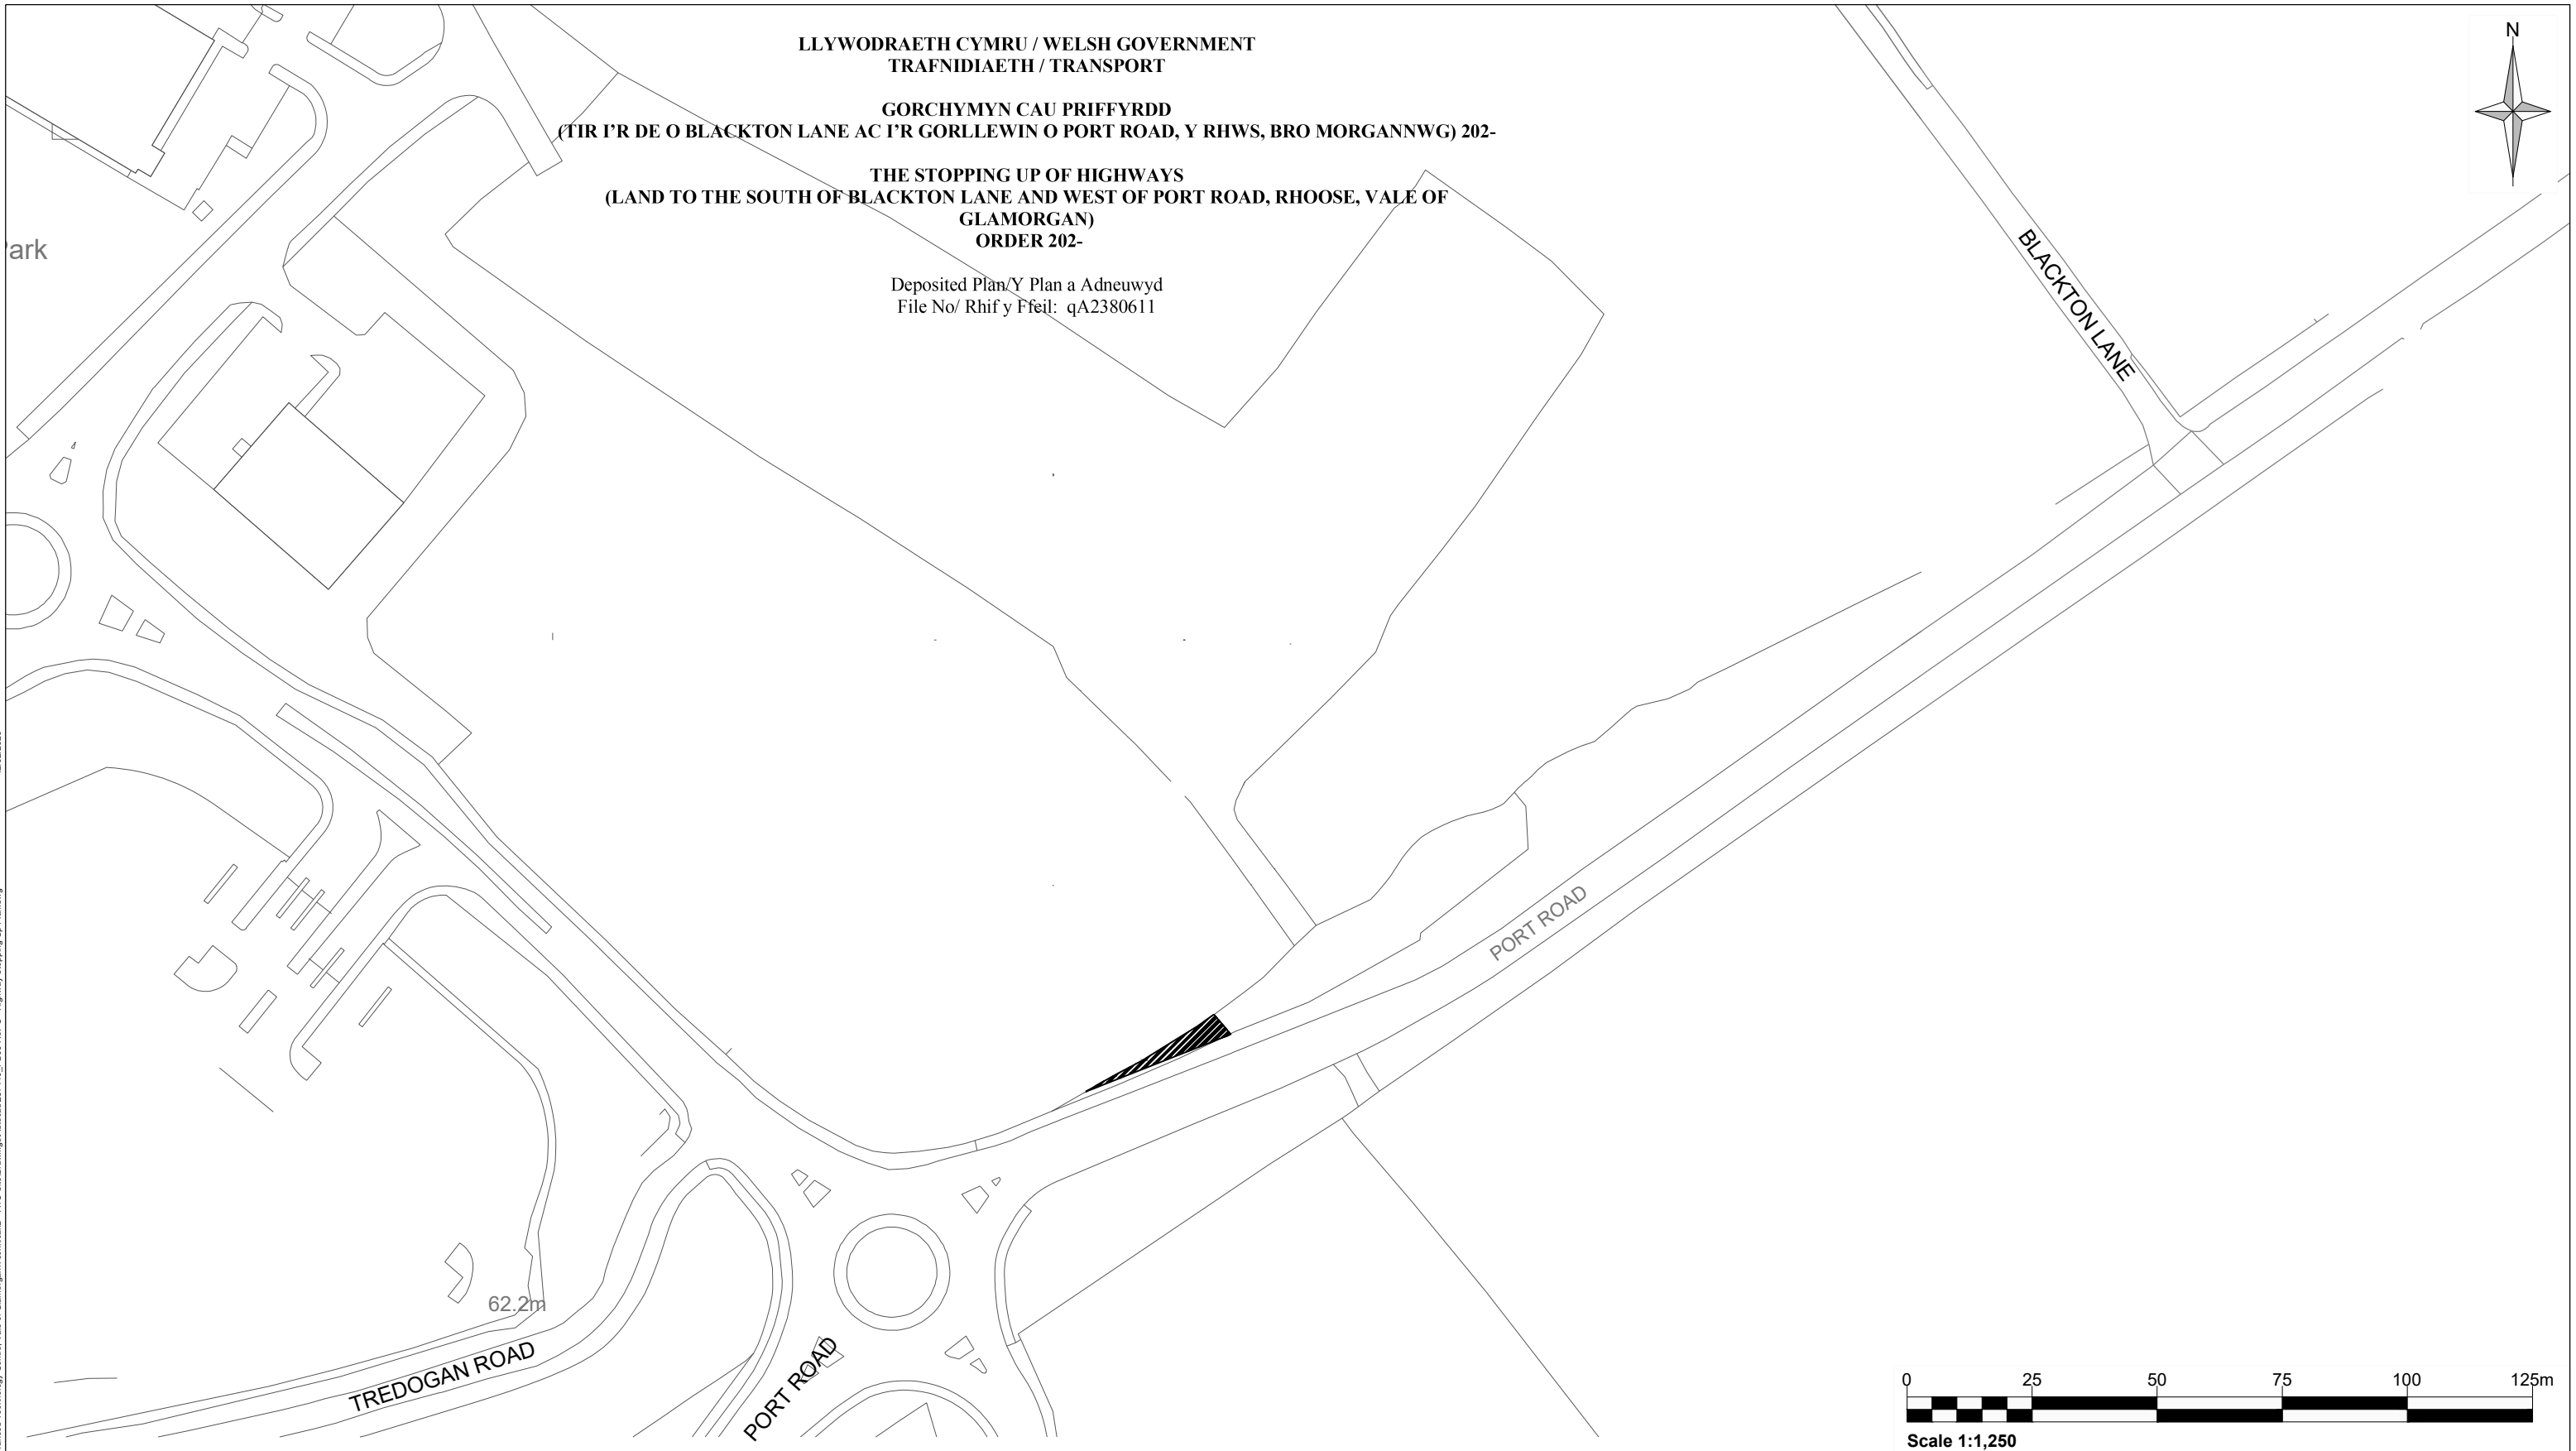 LLYWODRAETH CYMRU / WELSH GOVERNMENT
TRAFNIDIAETH / TRANSPORT
GORCHYMYN CAU PRIFFYRDD
(TIR I'R DE O BLACKTON LANE AC I'R GORLLEWIN O PORT ROAD, Y RHWS, BRO MORGANNWG) 202-
THE STOPPING UP OF HIGHWAYS
(LAND TO THE SOUTH OF BLACKTON LANE AND WEST OF PORT ROAD, RHOOSE, VALE OF
GLAMORGAN)
ORDER 202-
Deposited Plan/Y Plan a Adneuwyd
File No/ Rhif y Ffeil: qA2380611
N
ark
BLACKTON LANE
PORT ROAD
62.2m
TREDOGAN ROAD
PORT ROAD
0 25 50 75 100 125m
Scale 1:1,250